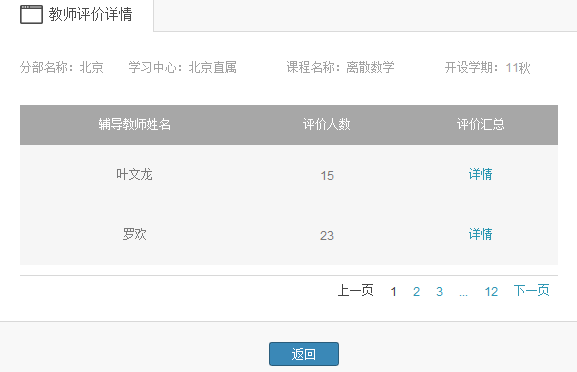 教师评价详情
分部名称：北京 学习中心：北京直属 课程名称：离散数学 开设学期：11秋
辅导教师姓名 评价人数 评价汇总
叶文龙 15 详情
罗欢 23 详情
上一页 1 2 3 ... 12 下一页
返回